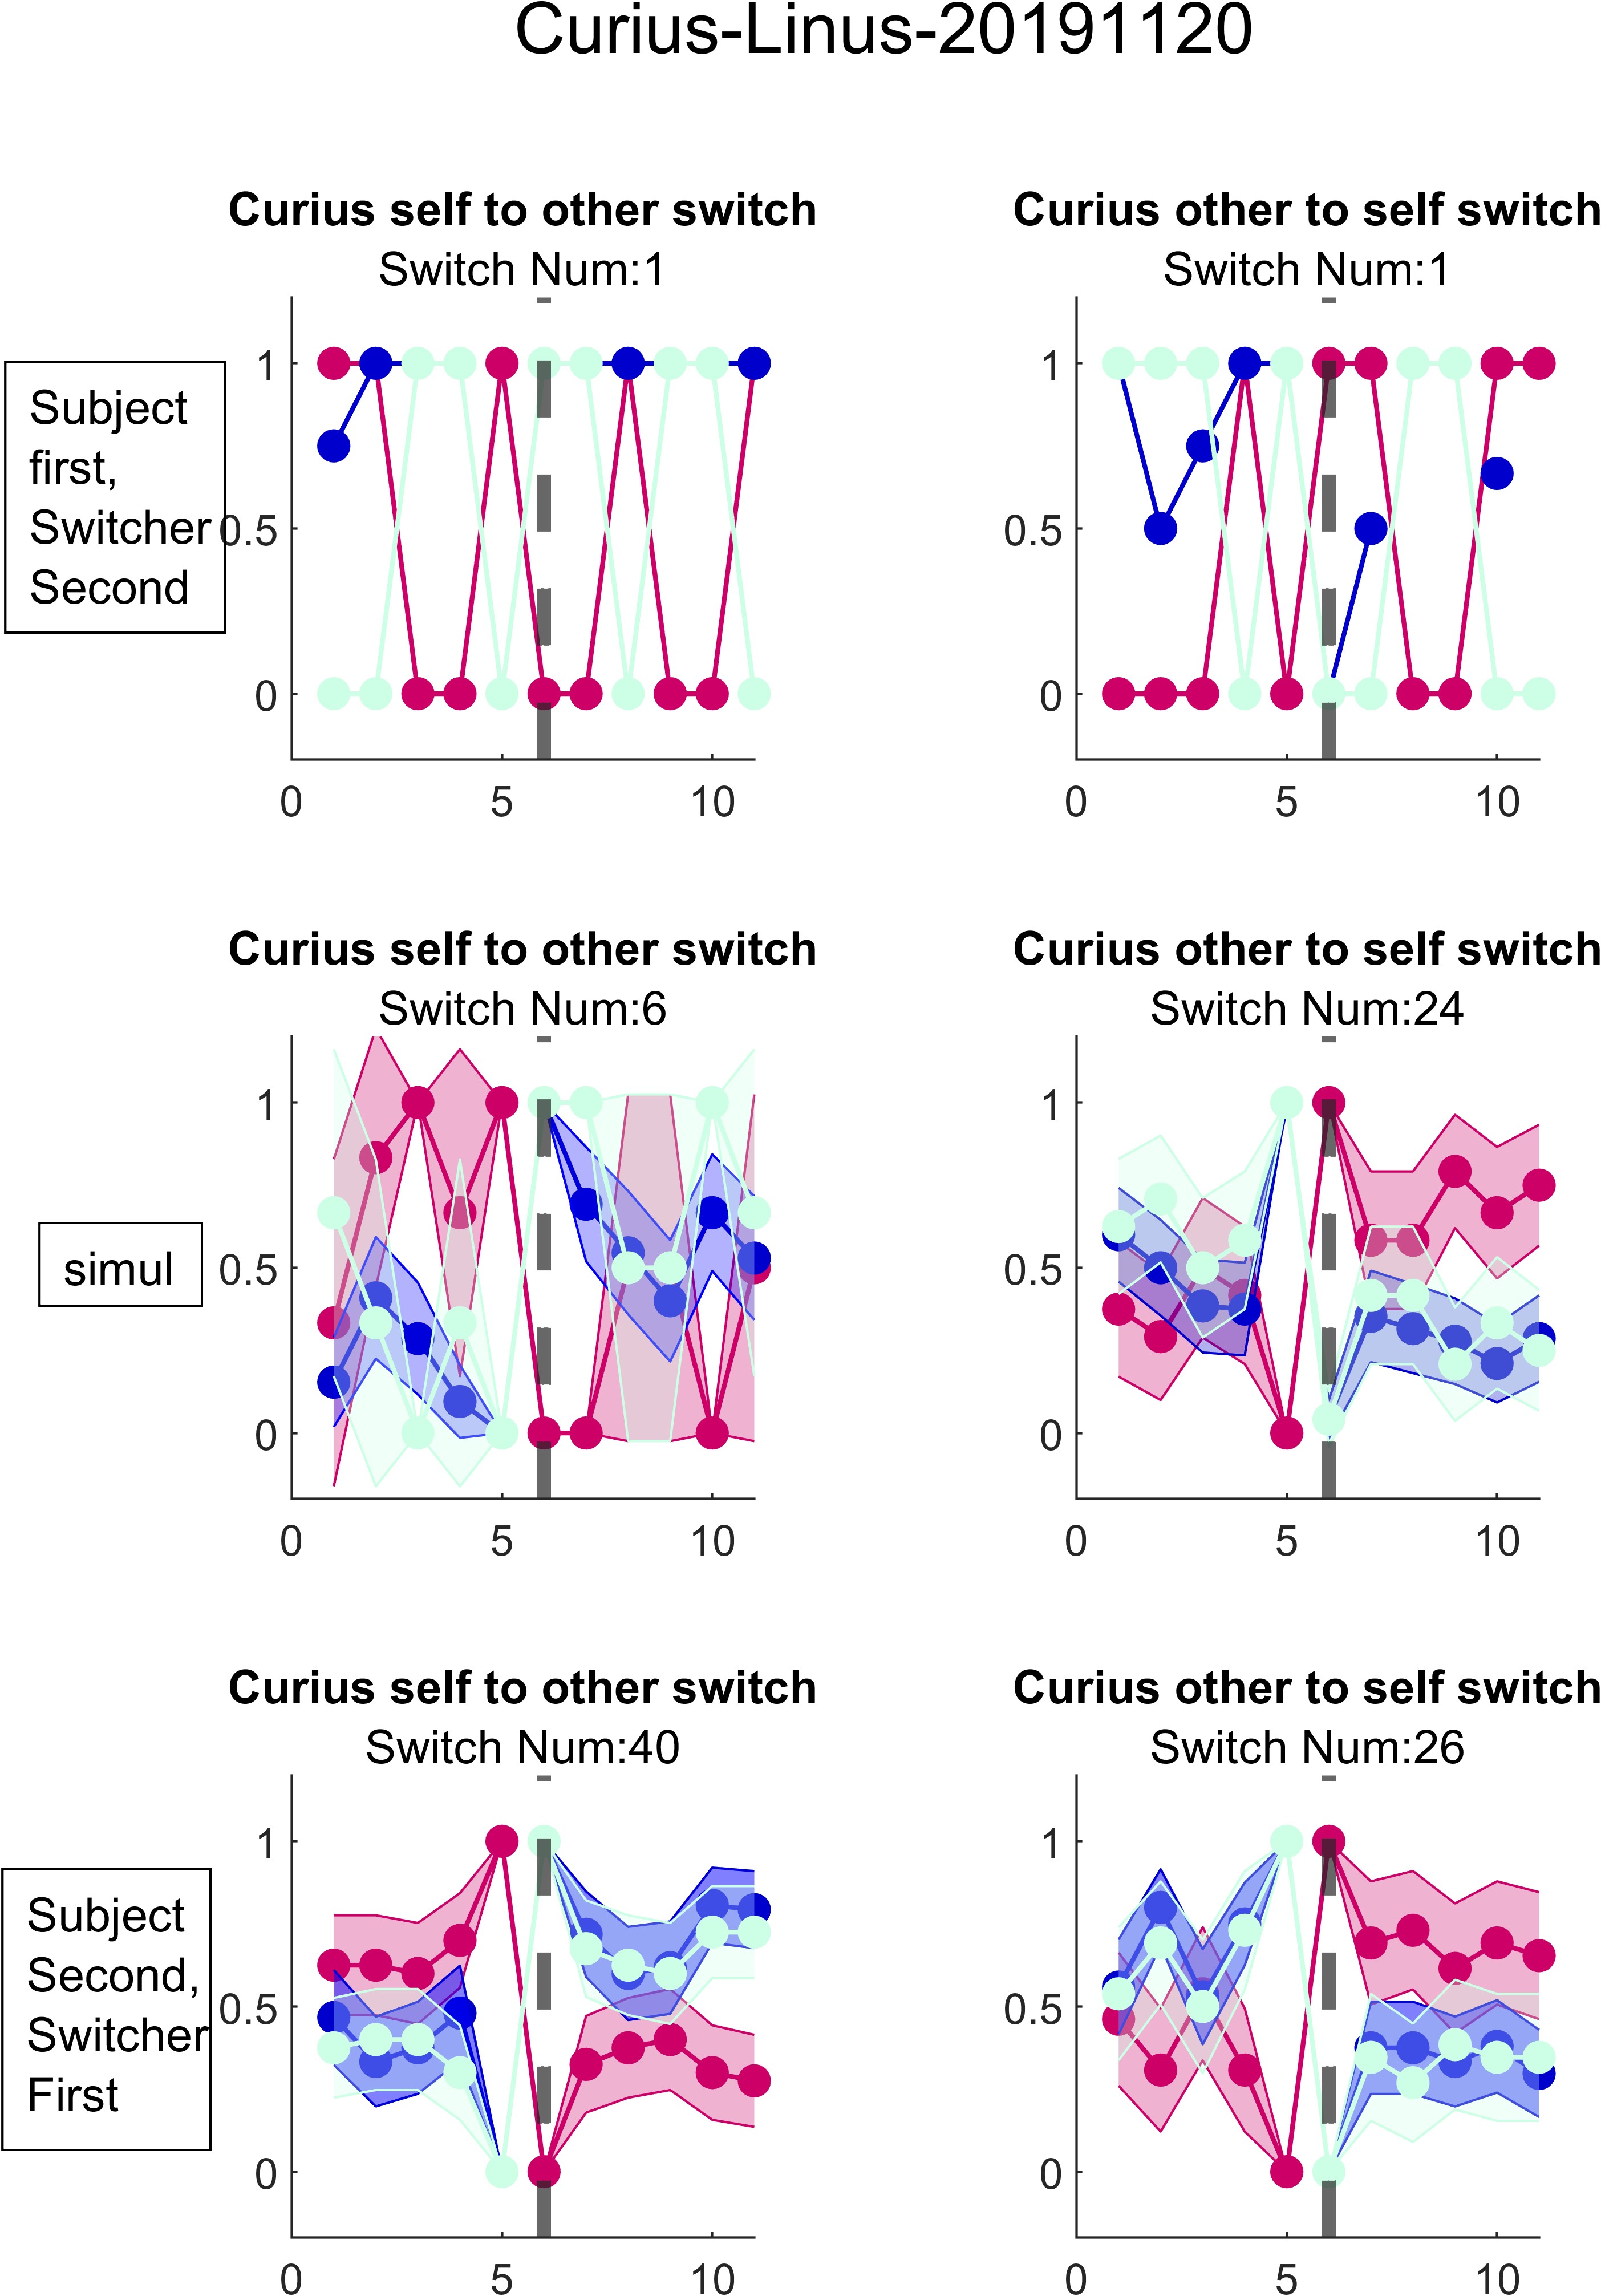 Curius-Linus-20191120
Curius self to other switch
Switch Num:1
Curius other to self switch
Switch Num:1
Subject
first,
Switcher
Second
1
0.5
0
0
5
10
1
0.5
0
0
5
10
Curius self to other switch
Switch Num:6
Curius other to self switch
Switch Num:24
simul
1
0.5
0
0
5
10
1
0.5
0
0
5
10
Curius self to other switch
Switch Num:40
Curius other to self switch
Switch Num:26
Subject
Second,
Switcher
First
1
0.5
0
0
5
10
1
0.5
0
0
5
10